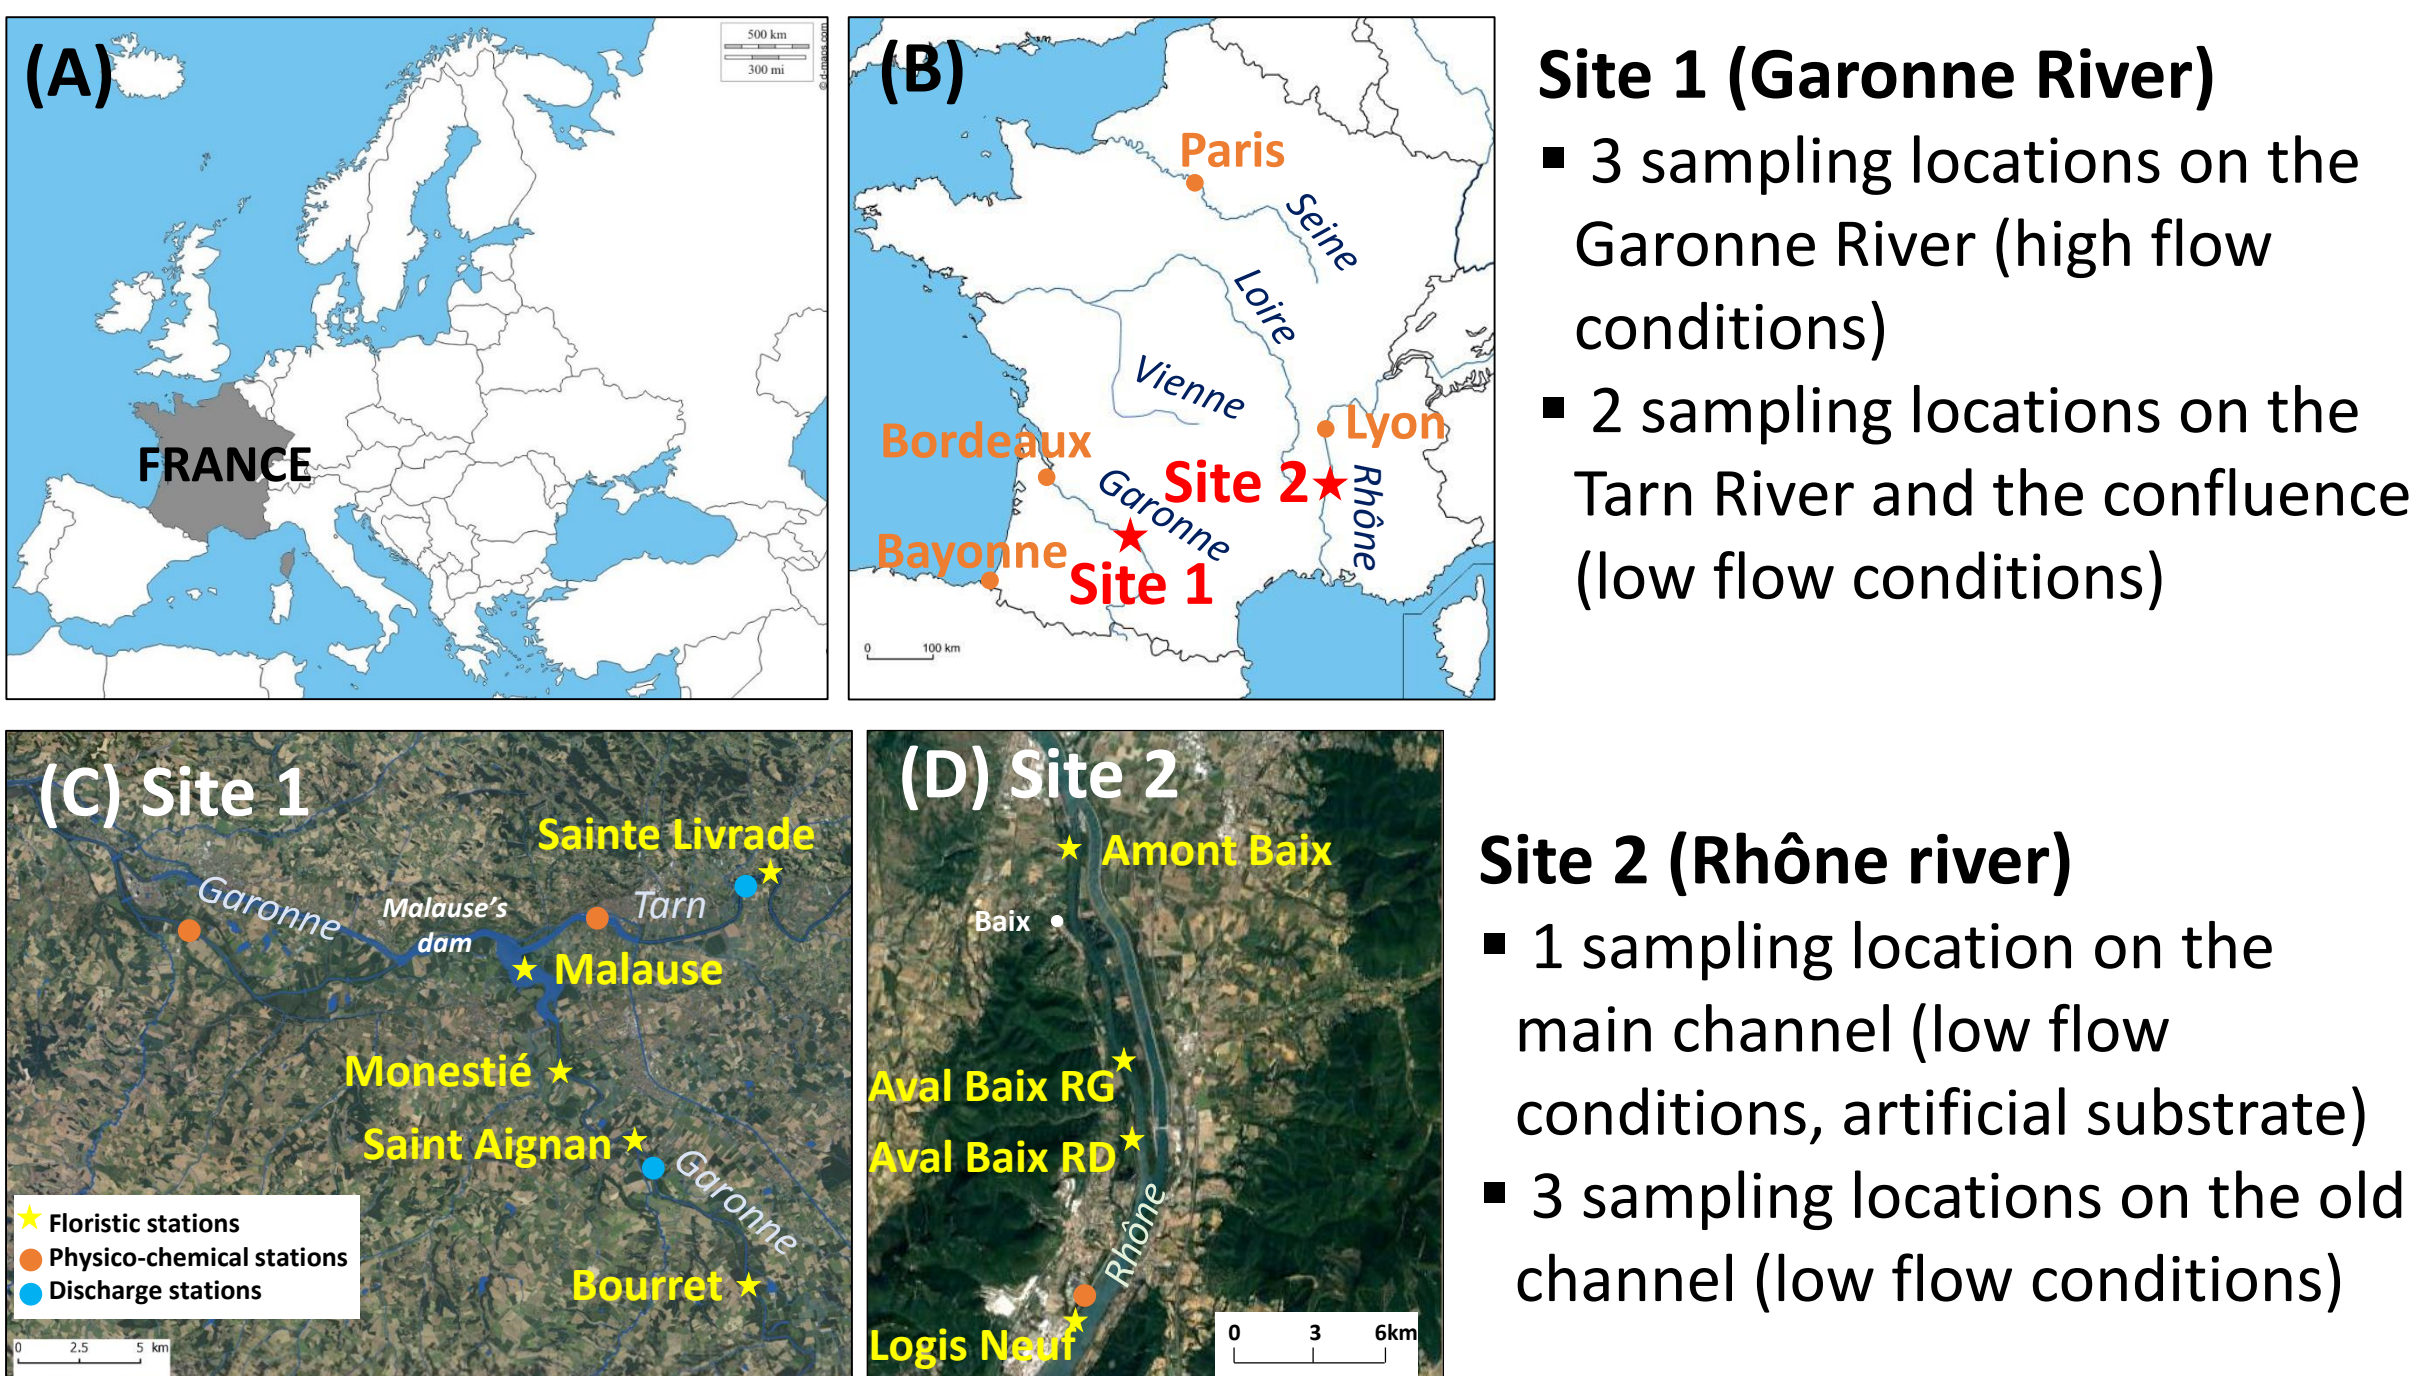 (A)
500 km
300 mi
© d-maps.com
FRANCE
(B)
Paris
Seine
Loire
Vienne
Lyon
Bordeaux
Site 2
Rhône
Garonne
Bayonne
Site 1
0 100 km
Site 1 (Garonne River)
▪ 3 sampling locations on the
Garonne River (high flow
conditions)
▪ 2 sampling locations on the
Tarn River and the confluence
(low flow conditions)
(C) Site 1
Sainte Livrade
Garonne
Malause's
dam
Tarn
Malause
Monestié
Saint Aignan
Garonne
Bourret
Floristic stations
Physico-chemical stations
Discharge stations
0 2.5 5 km
(D) Site 2
Amont Baix
Baix
Aval Baix RG
Aval Baix RD
Rhône
Logis Neuf
0 3 6km
Site 2 (Rhône river)
▪ 1 sampling location on the
main channel (low flow
conditions, artificial substrate)
▪ 3 sampling locations on the old
channel (low flow conditions)